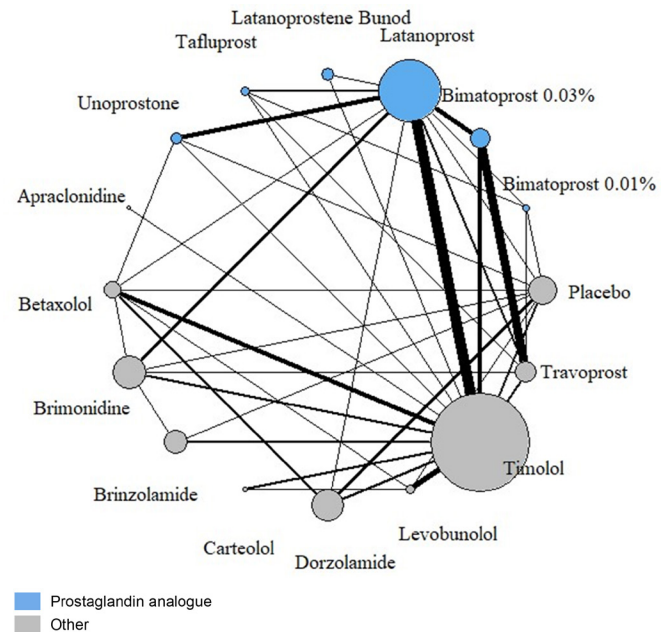 Latanoprostene Bunod
Latanoprost
Tafluprost
Bimatoprost 0.03%
Unoprostone
Bimatoprost 0.01%
Apraclonidine
Placebo
Betaxolol
Travoprost
Brimonidine
Timolol
Brinzolamide
Levobunolol
Carteolol
Dorzolamide
Prostaglandin analogue
Other